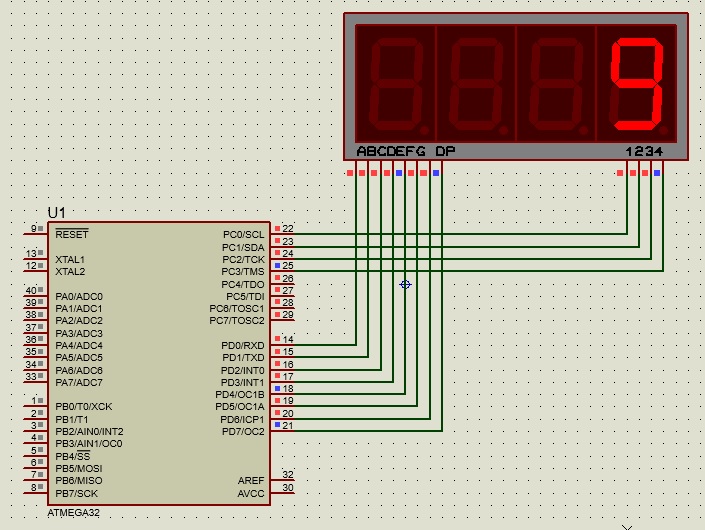 9
ABCDEFG DP
1234
U1
9 RESET
13 XTAL1
12 XTAL2
40 PA0/ADC0
39 PA1/ADC1
38 PA2/ADC2
37 PA3/ADC3
36 PA4/ADC4
35 PA5/ADC5
34 PA6/ADC6
33 PA7/ADC7
1 PB0/T0/XCK
2 PB1/T1
3 PB2/AIN0/INT2
4 PB3/AIN1/OC0
5 PB4/SS
6 PB5/MOSI
7 PB6/MISO
8 PB7/SCK
PC0/SCL 22
PC1/SDA 23
PC2/TCK 24
PC3/TMS 25
PC4/TDO 26
PC5/TDI 27
PC6/TOSC1 28
PC7/TOSC2 29
PD0/RXD 14
PD1/TXD 15
PD2/INT0 16
PD3/INT1 17
PD4/OC1B 18
PD5/OC1A 19
PD6/ICP1 20
PD7/OC2 21
AREF 32
AVCC 30
ATMEGA32